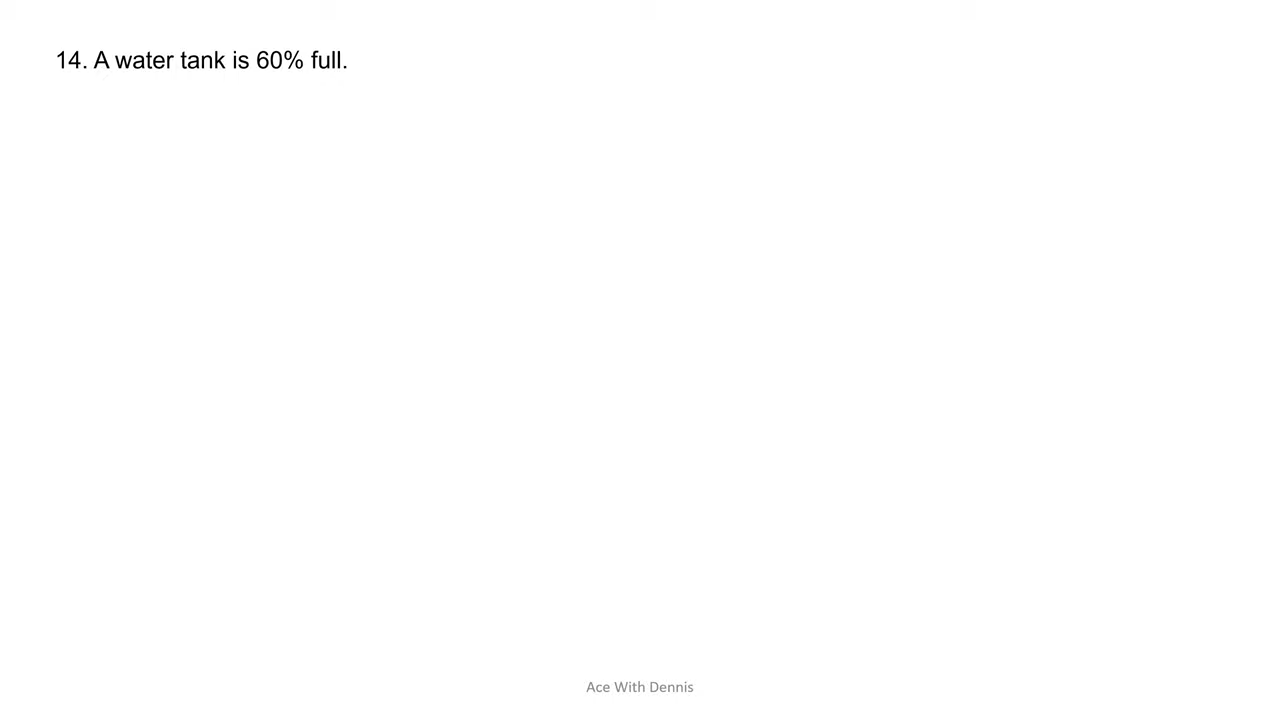 14. A water tank is 60% full.
Ace With Dennis